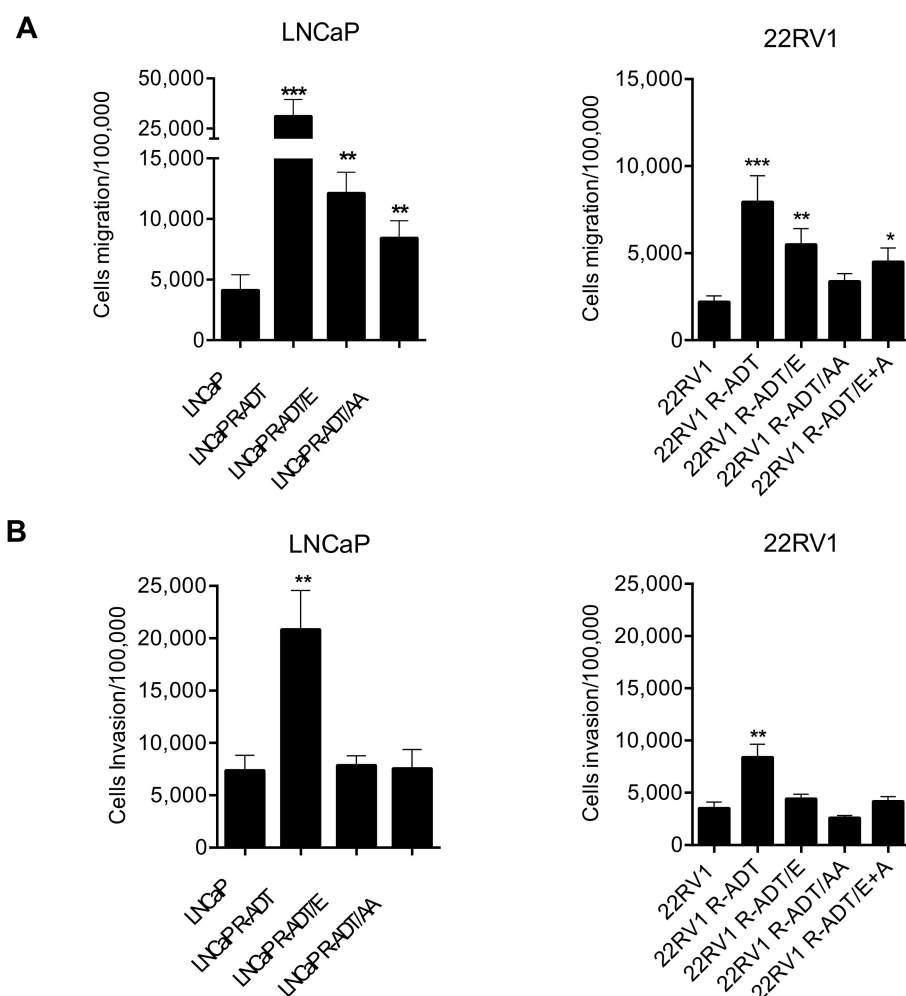 A
LNCaP
Cells migration/100,000
50,000
25,000
15,000
10,000
5,000
0
***
**
**
LNCaP
LNCaP R-ADT
LNCaP R-ADT/E
LNCaP R-ADT/AA
22RV1
Cells migration/100,000
15,000
10,000
5,000
0
***
**
*
22RV1
22RV1 R-ADT
22RV1 R-ADT/E
22RV1 R-ADT/AA
22RV1 R-ADT/E+A
B
LNCaP
Cells Invasion/100,000
25,000
20,000
15,000
10,000
5,000
0
**
LNCaP
LNCaP R-ADT
LNCaP R-ADT/E
LNCaP R-ADT/AA
22RV1
Cells invasion/100,000
25,000
20,000
15,000
10,000
5,000
0
**
22RV1
22RV1 R-ADT
22RV1 R-ADT/E
22RV1 R-ADT/AA
22RV1 R-ADT/E+A